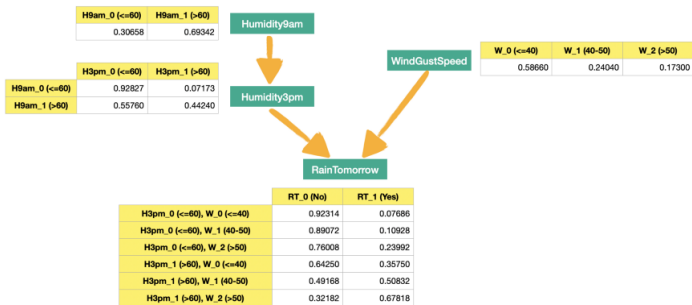 H9am_0 (<=60) H9am_1 (>60)
0.30658 0.69342
Humidity9am
W_0 (<=40) W_1 (40-50) W_2 (>50)
WindGustSpeed
0.58660 0.24040 0.17300
H3pm_0 (<=60) H3pm_1 (>60)
H9am_0 (<=60) 0.92827 0.07173
Humidity3pm
H9am_1 (>60) 0.55760 0.44240
RainTomorrow
RT_0 (No) RT_1 (Yes)
H3pm_0 (<=60), W_0 (<=40) 0.92314 0.07686
H3pm_0 (<=60), W_1 (40-50) 0.89072 0.10928
H3pm_0 (<=60), W_2 (>50) 0.76008 0.23992
H3pm_1 (>60), W_0 (<=40) 0.64250 0.35750
H3pm_1 (>60), W_1 (40-50) 0.49168 0.50832
H3pm_1 (>60), W_2 (>50) 0.32182 0.67818